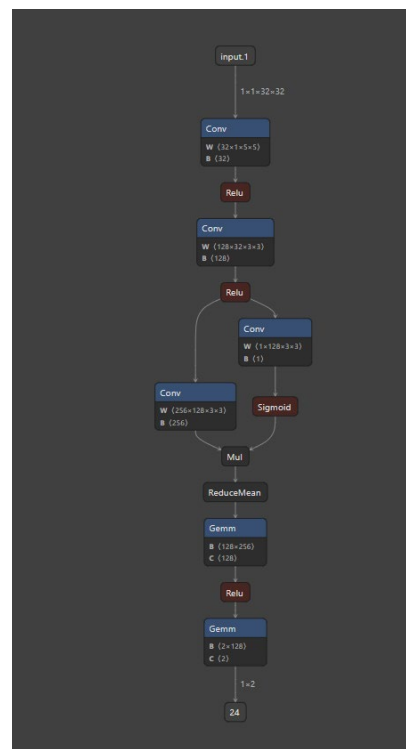 input.1
1×1×32×32
Conv
W ⟨32×1×5×5⟩
B ⟨32⟩
Relu
Conv
W ⟨128×32×3×3⟩
B ⟨128⟩
Relu
Conv
W ⟨1×128×3×3⟩
B ⟨1⟩
Conv
W ⟨256×128×3×3⟩
B ⟨256⟩
Sigmoid
Mul
ReduceMean
Gemm
B ⟨128×256⟩
C ⟨128⟩
Relu
Gemm
B ⟨2×128⟩
C ⟨2⟩
1×2
24